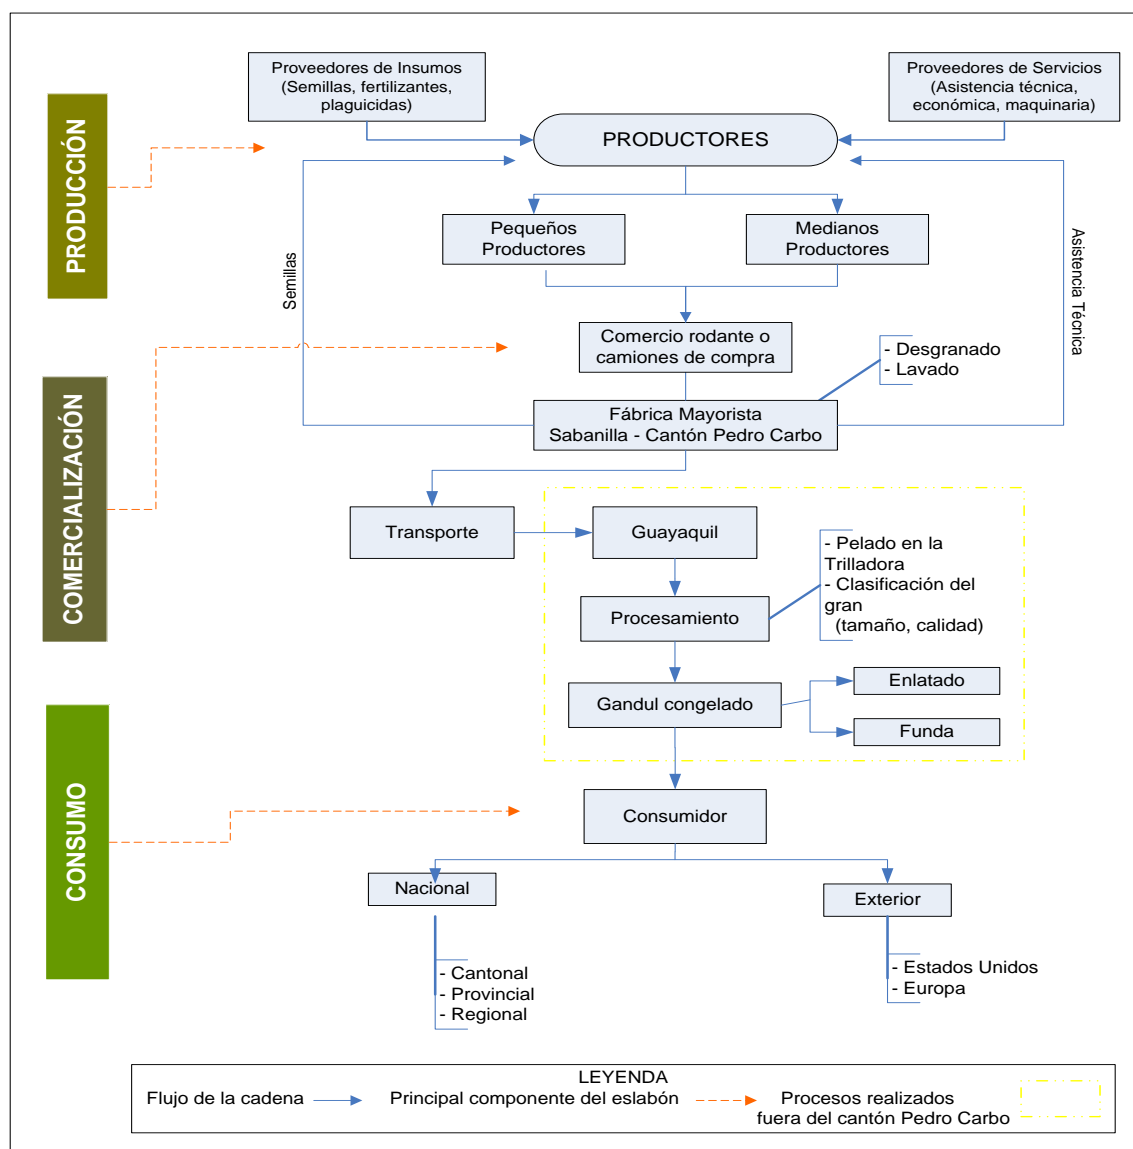 Proveedores de Insumos
(Semillas, fertilizantes,
plaguicidas)
Proveedores de Servicios
(Asistencia técnica,
económica, maquinaria)
PRODUCCIÓN
PRODUCTORES
Pequeños
Productores
Medianos
Productores
Semillas
Asistencia Técnica
COMERCIALIZACIÓN
Comercio rodante o
camiones de compra
- Desgranado
- Lavado
Fábrica Mayorista
Sabanilla - Cantón Pedro Carbo
Transporte
Guayaquil
Procesamiento
- Pelado en la
Trilladora
- Clasificación del
gran
(tamaño, calidad)
Gandul congelado
Enlatado
Funda
CONSUMO
Consumidor
Nacional
Exterior
- Cantonal
- Provincial
- Regional
- Estados Unidos
- Europa
LEYENDA
Flujo de la cadena
Principal componente del eslabón
Procesos realizados
fuera del cantón Pedro Carbo